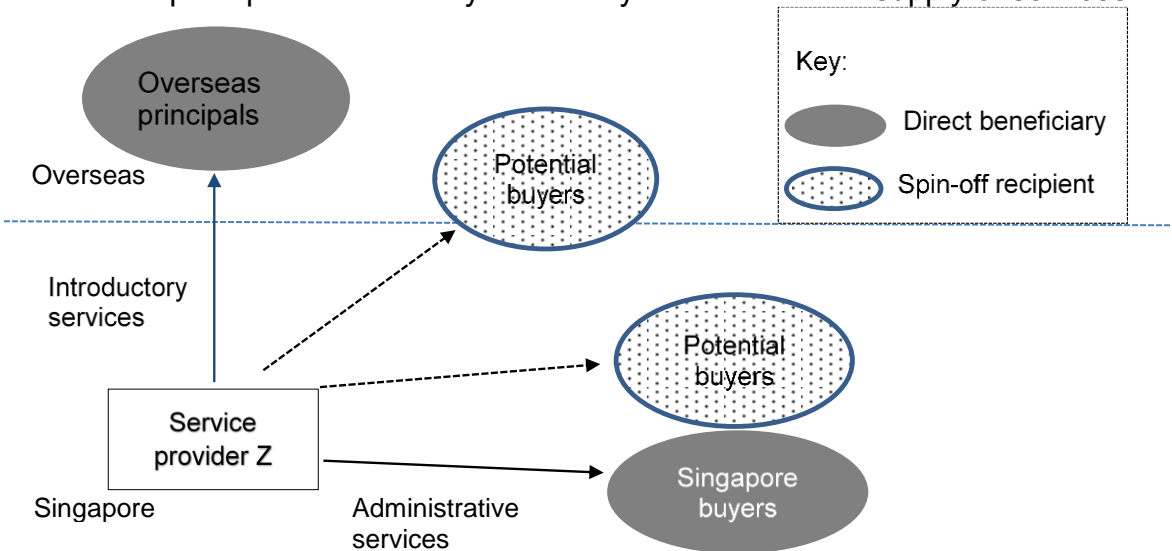 Key:
Overseas
principals
Direct beneficiary
Potential
buyers
Overseas
Spin-off recipient
Introductory
services
Potential
buyers
Service
provider Z
Singapore
buyers
Singapore
Administrative
services